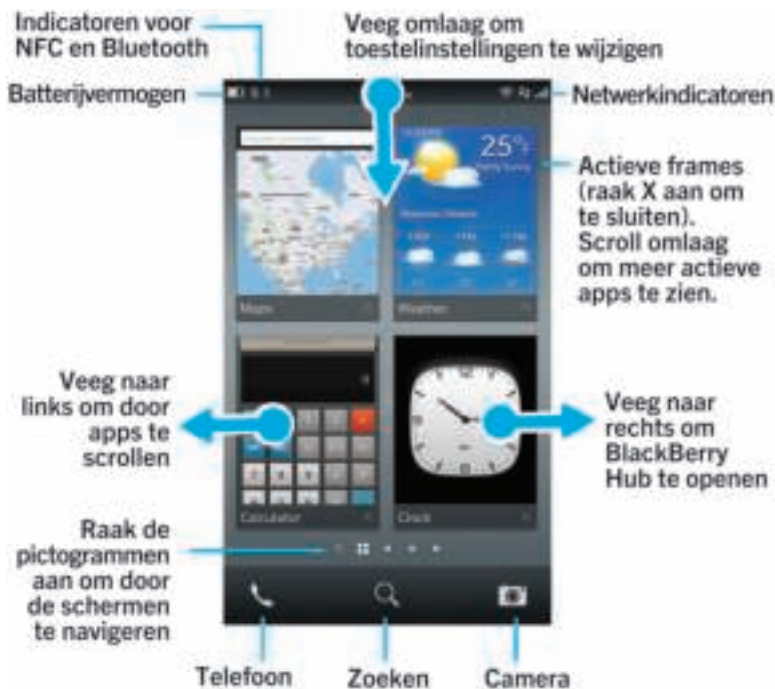 Indicatoren voor
NFC en Bluetooth
Veeg omlaag om
toestelinstellingen te wijzigen
Batterijvermogen
Netwerkindicatoren
25°F
Actieve frames
(raak X aan om
te sluiten).
Scroll omlaag
om meer actieve
apps te zien.
Maps
Weather
Veeg naar
links om door
apps te
scrollen
Veeg naar
rechts om
BlackBerry
Hub te openen
Calculator
Clock
Raak de
pictogrammen
aan om door
de schermen
te navigeren
Telefoon
Zoeken
Camera